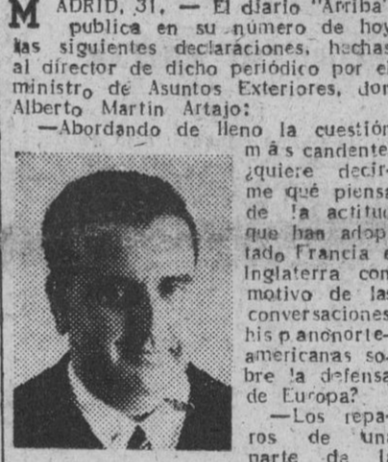 MADRID, 31. — El diario "Arriba"
publica en su número de hoy
las siguientes declaraciones, hechas
al director de dicho periódico por el
ministro de Asuntos Exteriores, don
Alberto Martin Artajo:
—Abordando de lleno la cuestión
más candente,
¿quiere decir-
me qué piensa
de la actitud
que han adop-
tado Francia e
Inglaterra con
motivo de las
conversaciones
hispanonorte-
americanas so-
bre la defensa
de Europa?
—Los repa-
ros de una
parte de la